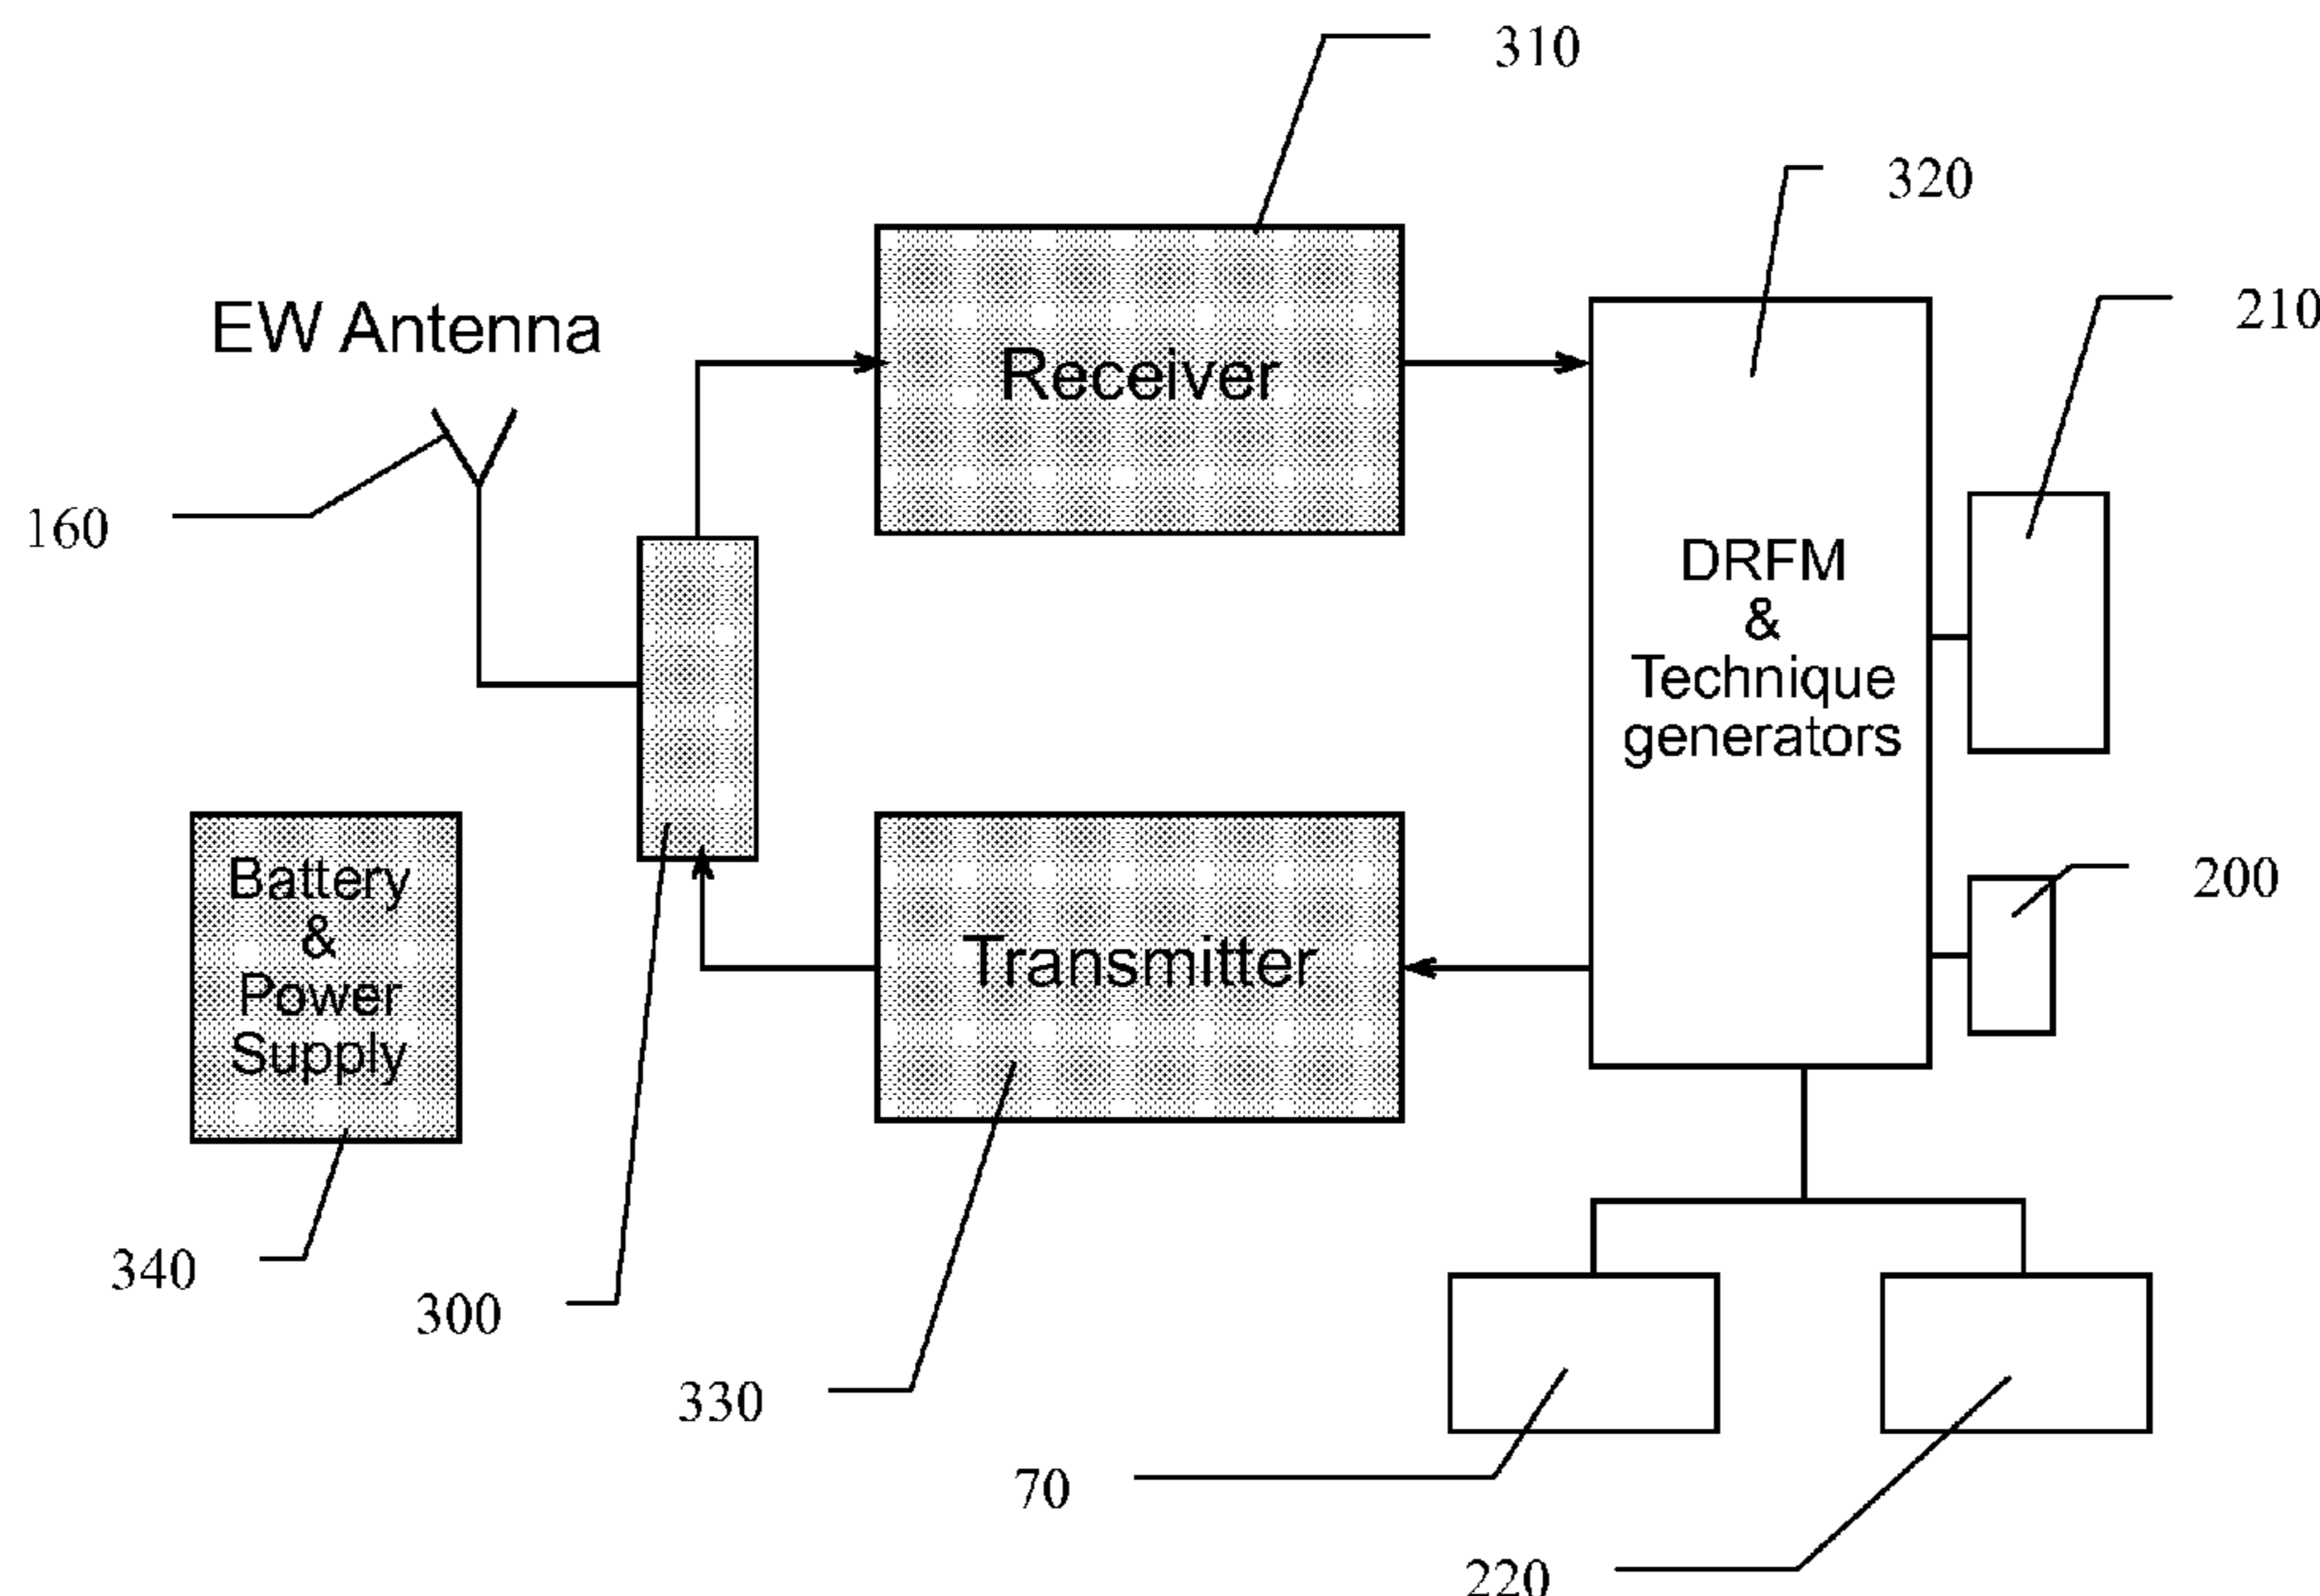 310
320
210
EW Antenna
Receiver
160
DRFM
&
Technique
generators
200
Battery
&
Power
Supply
Transmitter
340
300
330
70
220